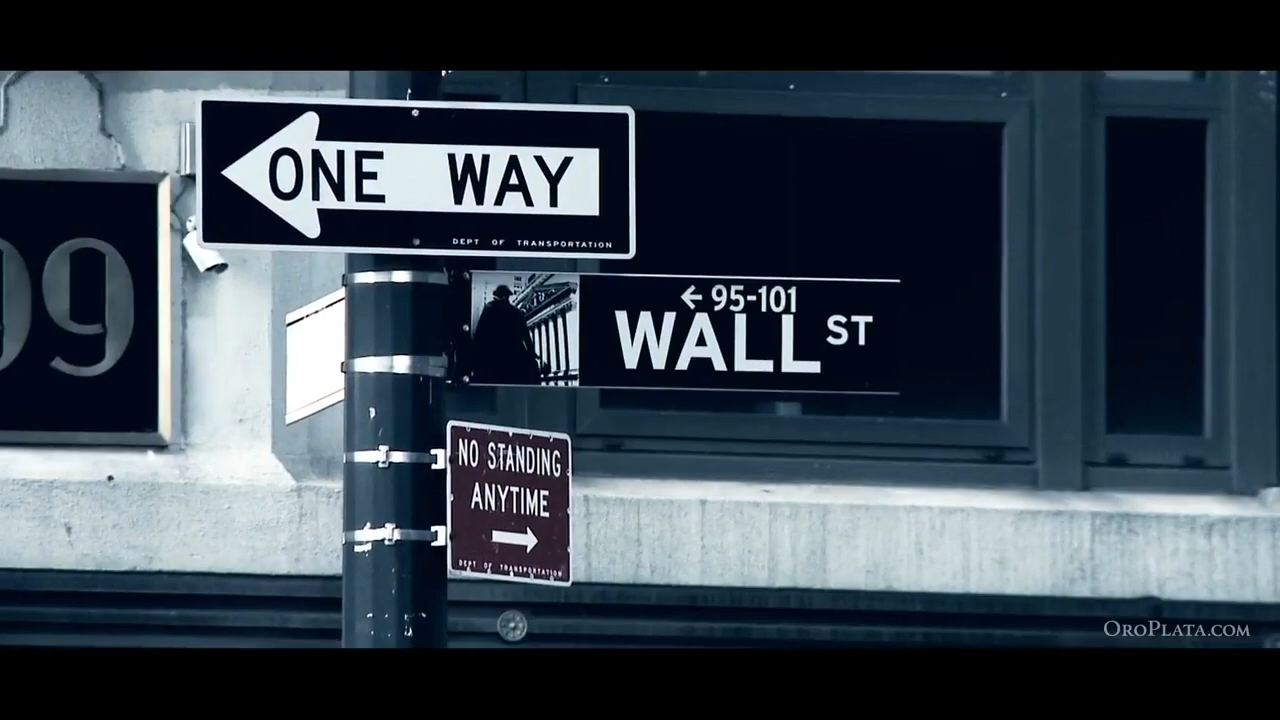 ONE WAY
DEPT OF TRANSPORTATION
99
← 95-101
WALL ST
NO STANDING
ANYTIME
→
DEPT OF TRANSPORTATION
OROPLATA.COM